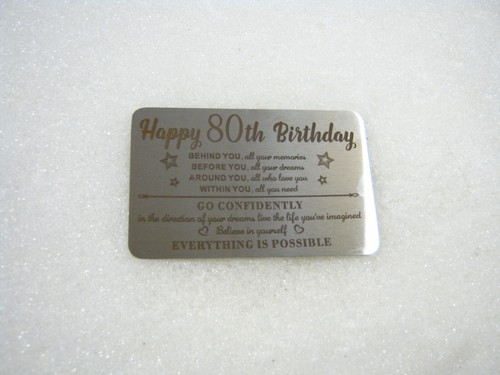 Happy 80th Birthday
BEHIND YOU, all your memories
BEFORE YOU, all your dreams
AROUND YOU, all who love you
WITHIN YOU, all you need
GO CONFIDENTLY
in the direction of your dreams live the life you've imagined
Believe in yourself
EVERYTHING IS POSSIBLE